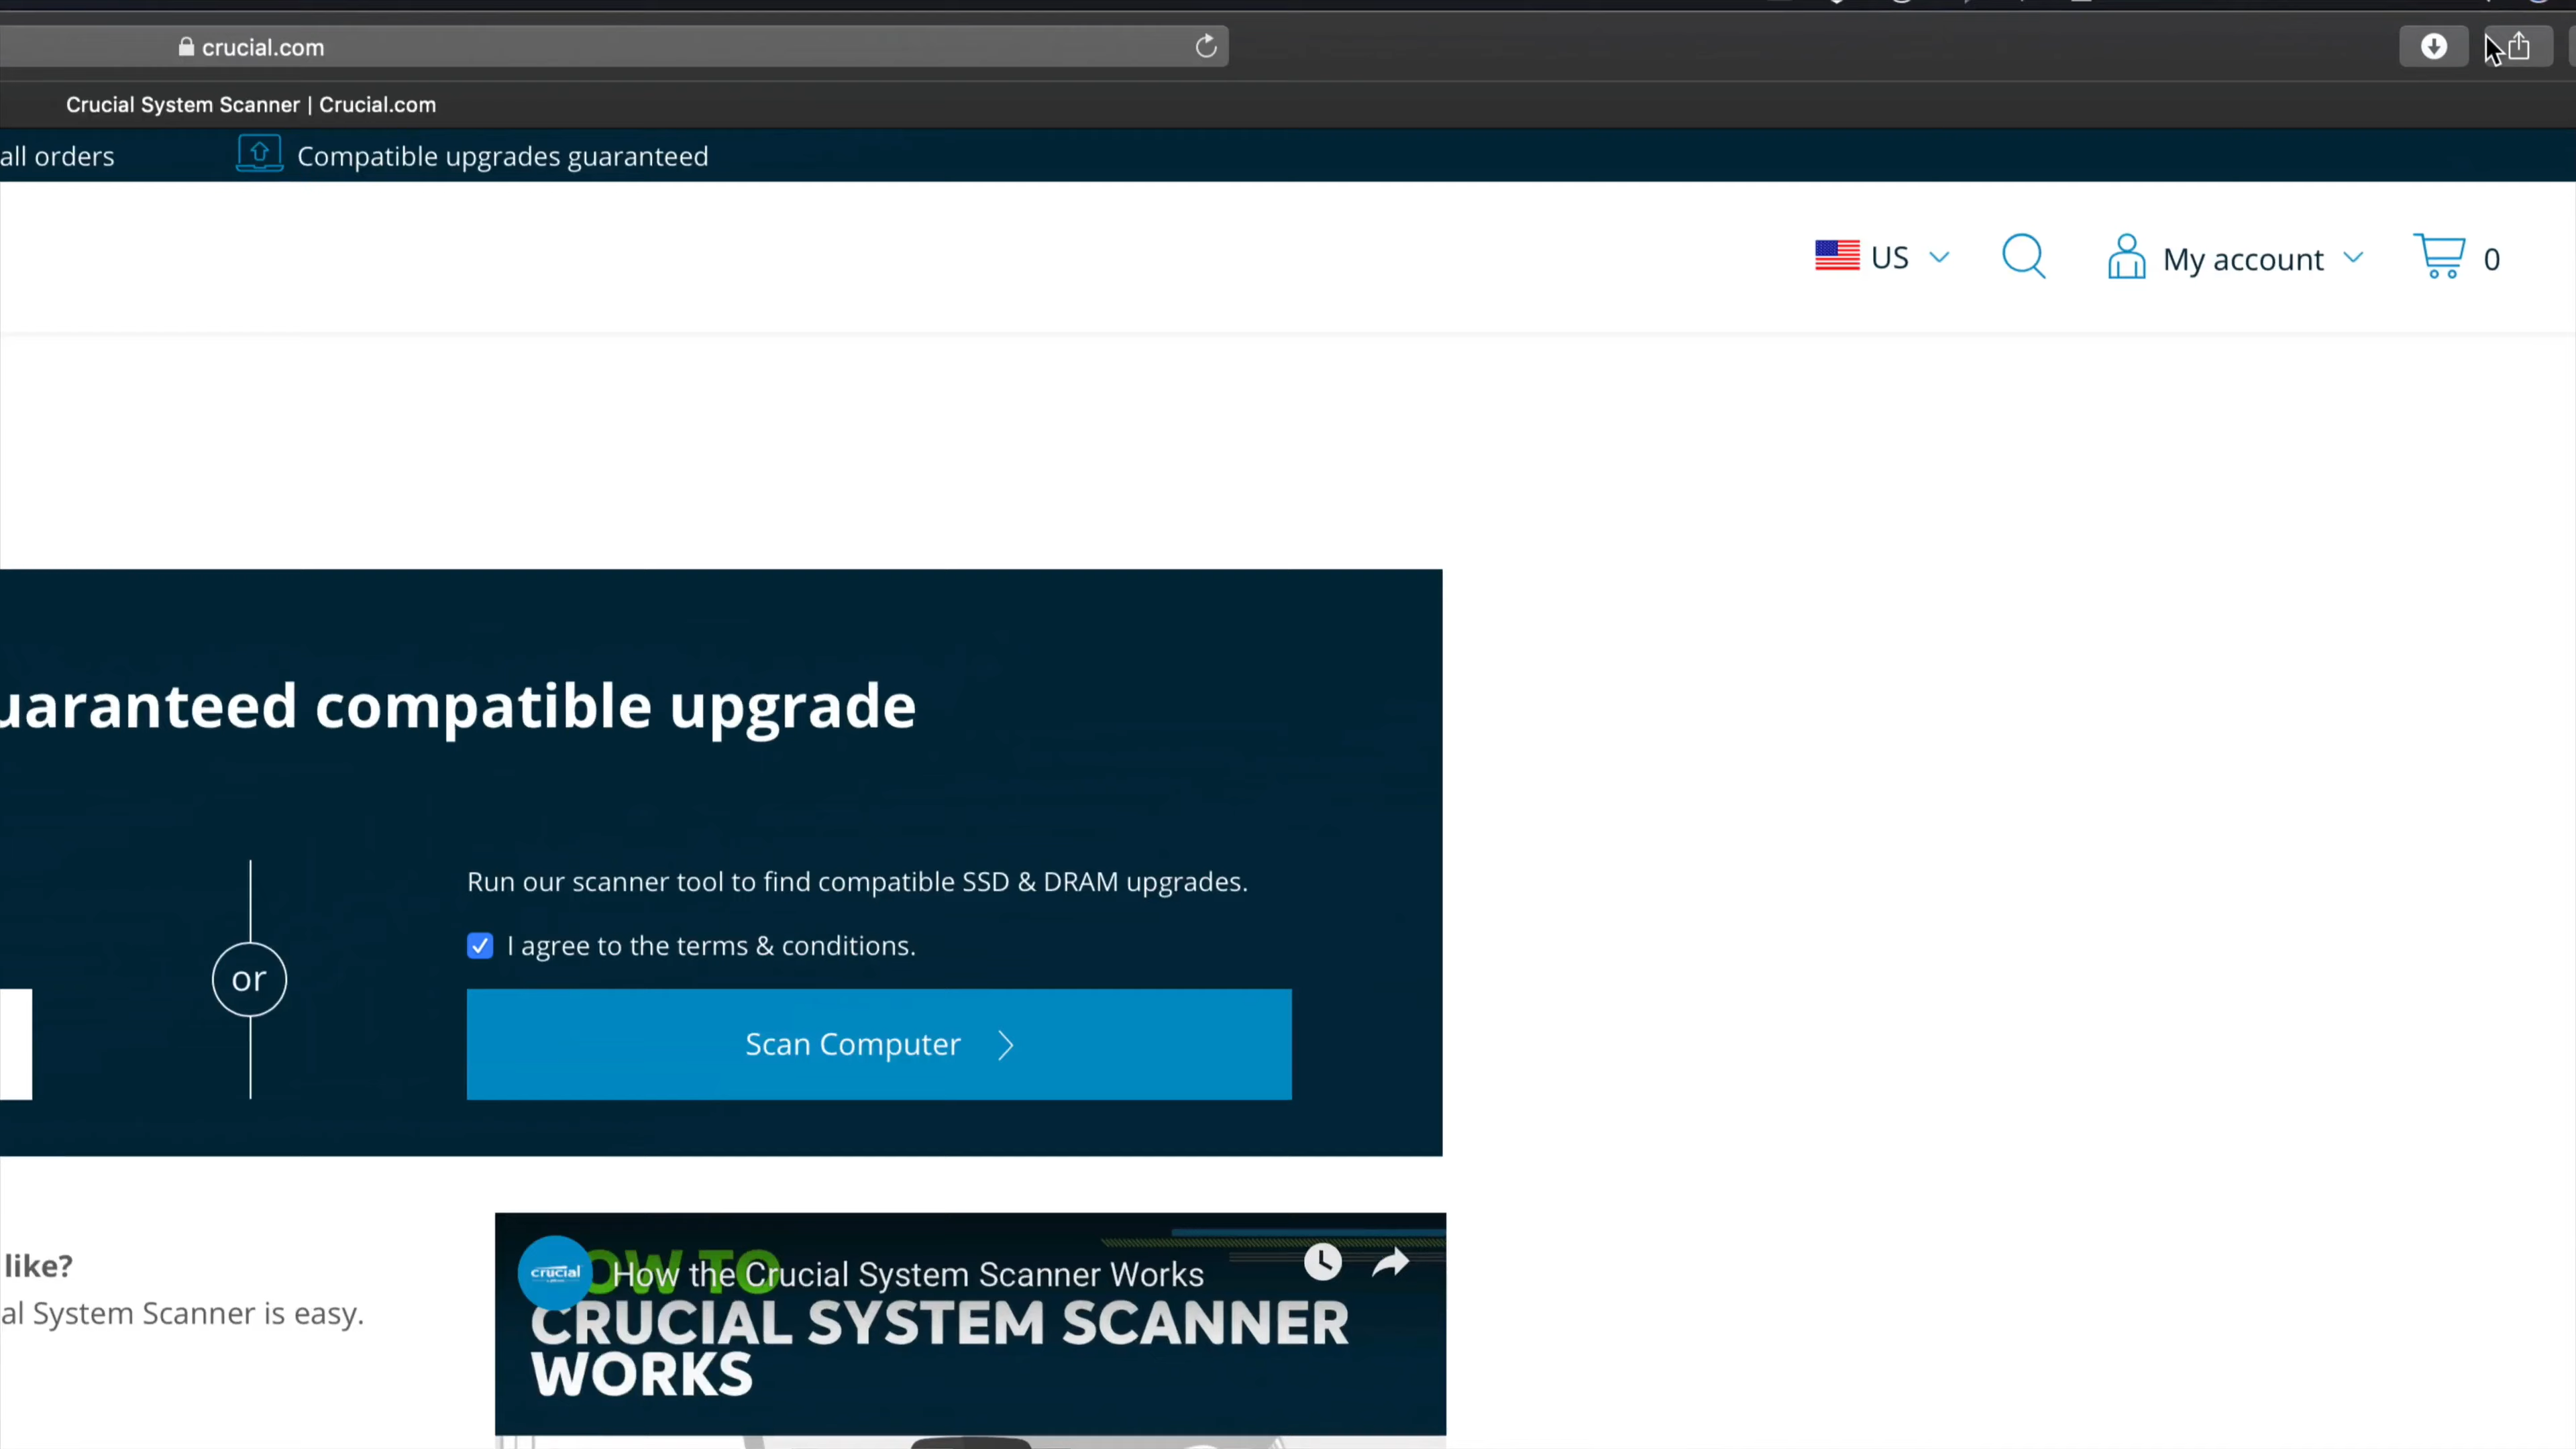 crucial.com
Crucial System Scanner | Crucial.com
all orders
Compatible upgrades guaranteed
US
My account
0
uaranteed compatible upgrade
Run our scanner tool to find compatible SSD & DRAM upgrades.
I agree to the terms & conditions.
or
Scan Computer
like?
al System Scanner is easy.
crucial
How the Crucial System Scanner Works
HOW TO
CRUCIAL SYSTEM SCANNER
WORKS